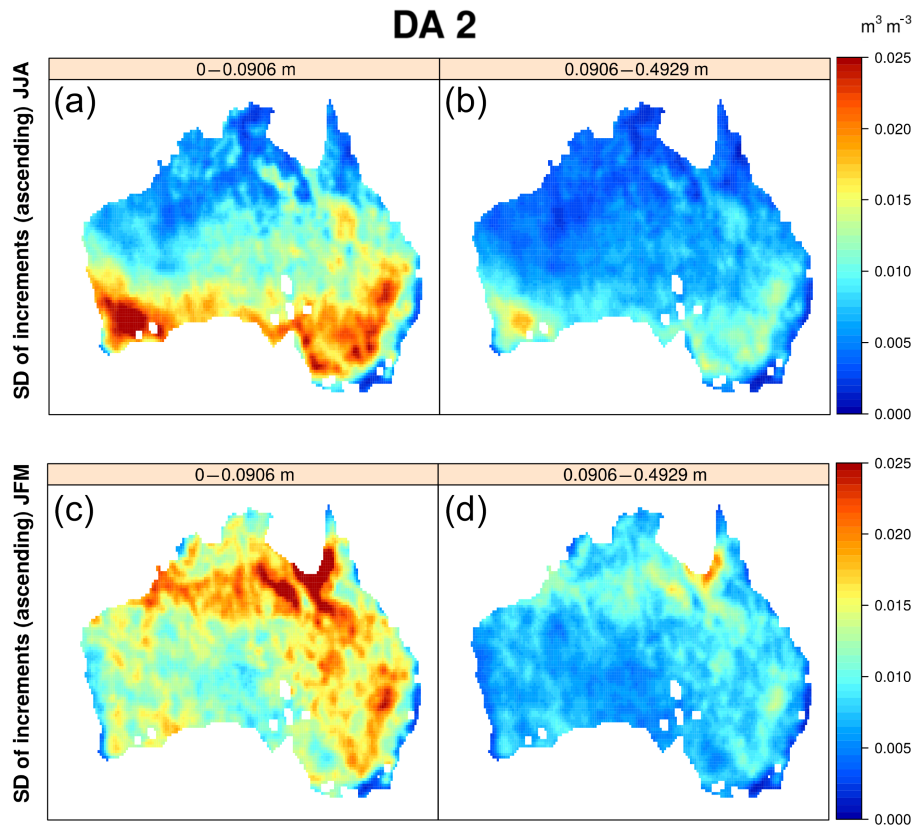 DA 2
m³ m⁻³
SD of increments (ascending) JJA
0−0.0906 m
0.0906−0.4929 m
(a)
(b)
0.025
0.020
0.015
0.010
0.005
0.000
SD of increments (ascending) JFM
0−0.0906 m
0.0906−0.4929 m
(c)
(d)
0.025
0.020
0.015
0.010
0.005
0.000